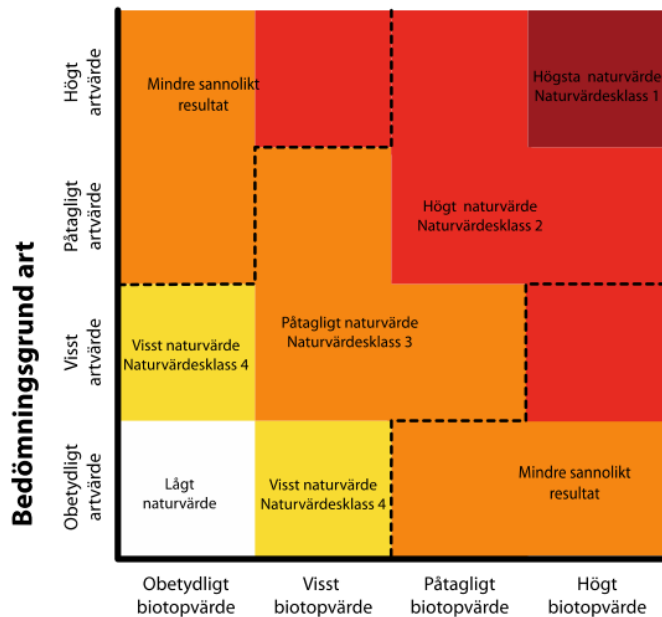 Bedömningsgrund art
Högt
artvärde
Påtagligt
artvärde
Visst
artvärde
Obetydligt
artvärde
Mindre sannolikt
resultat
Högsta naturvärde
Naturvärdesklass 1
Högt naturvärde
Naturvärdesklass 2
Visst naturvärde
Naturvärdesklass 4
Påtagligt naturvärde
Naturvärdesklass 3
Lågt
naturvärde
Visst naturvärde
Naturvärdesklass 4
Mindre sannolikt
resultat
Obetydligt
biotopvärde
Visst
biotopvärde
Påtagligt
biotopvärde
Högt
biotopvärde